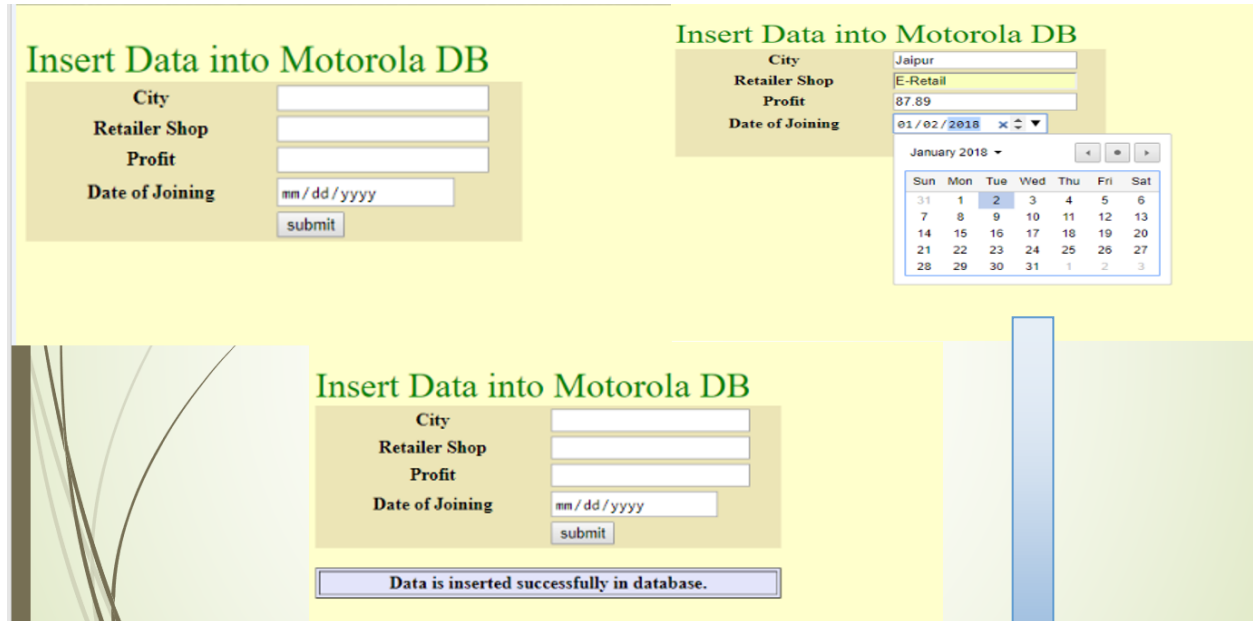 Insert Data into Motorola DB
City
Retailer Shop
Profit
Date of Joining mm/dd/yyyy
submit
Insert Data into Motorola DB
City Jaipur
Retailer Shop E-Retail
Profit 87.89
Date of Joining 01/02/2018
January 2018
Sun Mon Tue Wed Thu Fri Sat
31 1 2 3 4 5 6
7 8 9 10 11 12 13
14 15 16 17 18 19 20
21 22 23 24 25 26 27
28 29 30 31 1 2 3
Insert Data into Motorola DB
City
Retailer Shop
Profit
Date of Joining mm/dd/yyyy
submit
Data is inserted successfully in database.